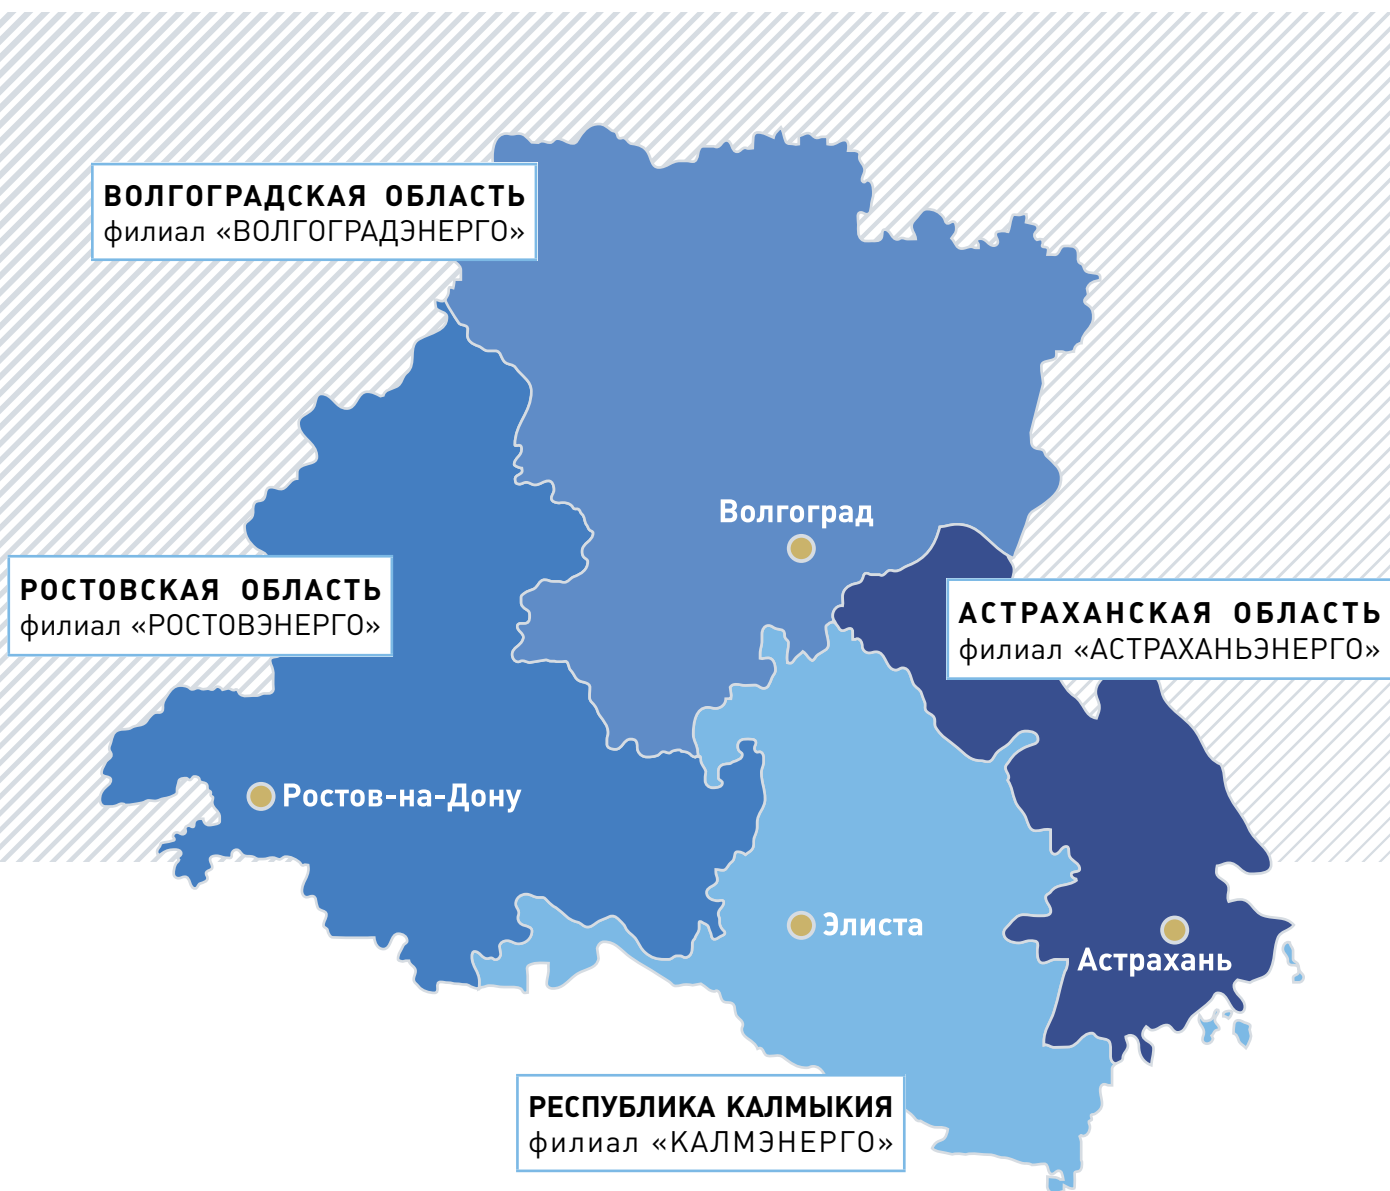 ВОЛГОГРАДСКАЯ ОБЛАСТЬ
филиал «ВОЛГОГРАДЭНЕРГО»
Волгоград
РОСТОВСКАЯ ОБЛАСТЬ
филиал «РОСТОВЭНЕРГО»
АСТРАХАНСКАЯ ОБЛАСТЬ
филиал «АСТРАХАНЬЭНЕРГО»
Ростов-на-Дону
Элиста
Астрахань
РЕСПУБЛИКА КАЛМЫКИЯ
филиал «КАЛМЭНЕРГО»